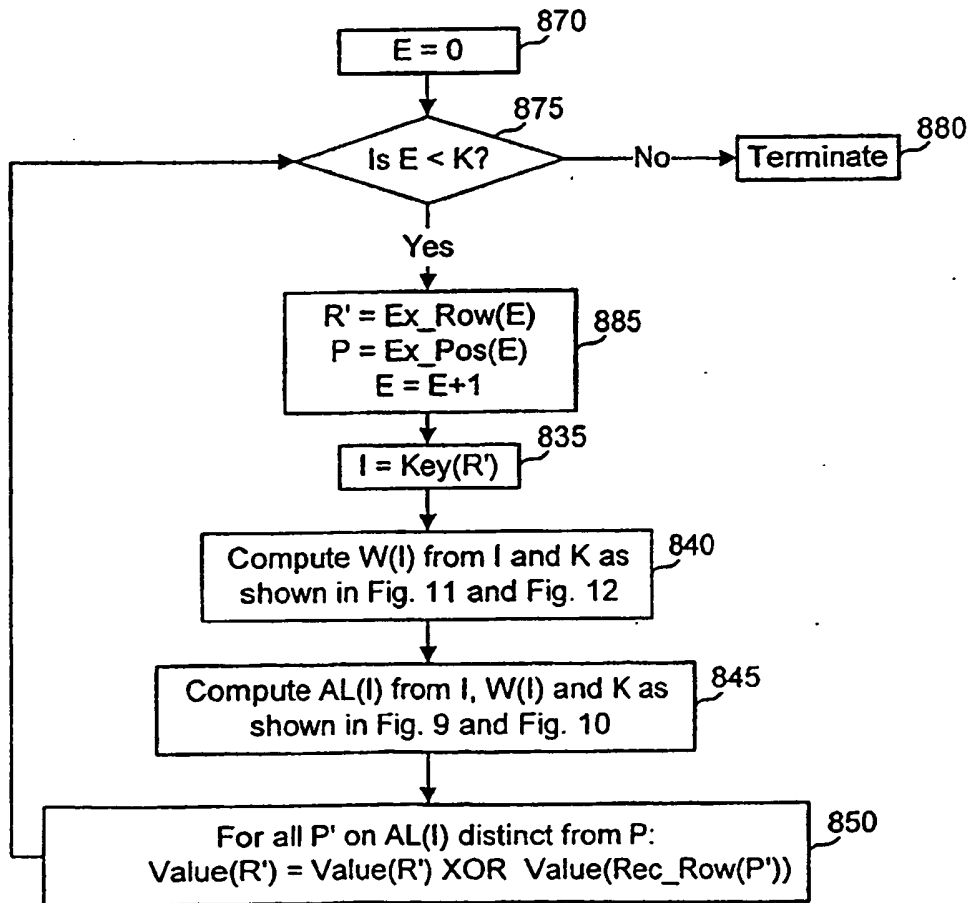 E = 0
870
Is E < K?
875
No
Terminate
880
Yes
R' = Ex_Row(E)
P = Ex_Pos(E)
E = E+1
885
I = Key(R')
835
Compute W(I) from I and K as
shown in Fig. 11 and Fig. 12
840
Compute AL(I) from I, W(I) and K as
shown in Fig. 9 and Fig. 10
845
For all P' on AL(I) distinct from P:
Value(R') = Value(R') XOR Value(Rec_Row(P'))
850